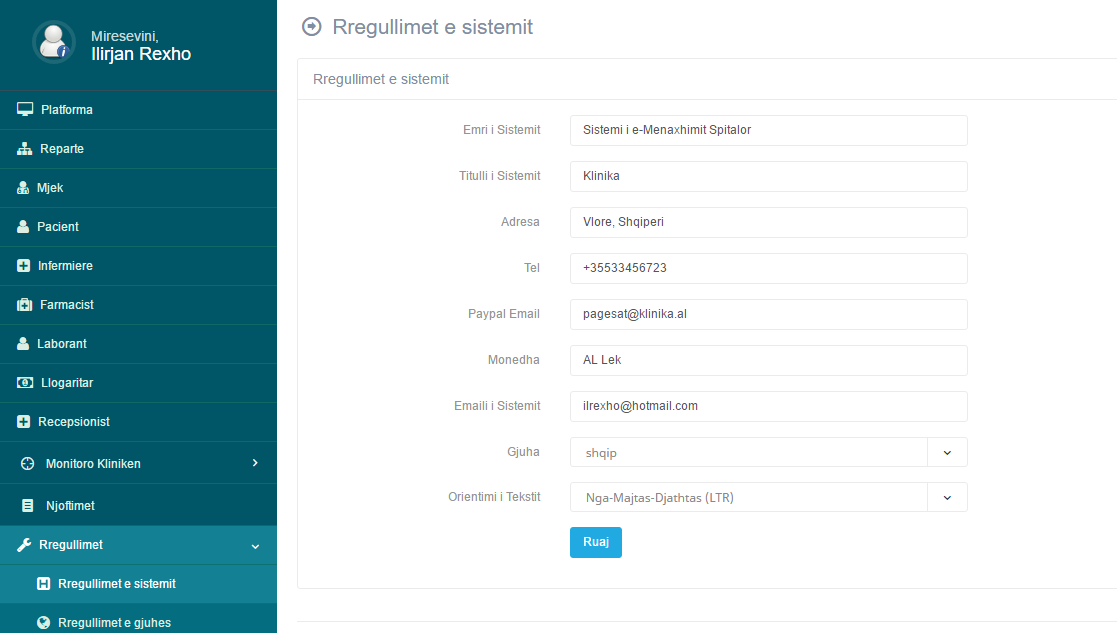 Miresevini,
Ilirjan Rexho
Platforma
Reparte
Mjek
Pacient
Infermiere
Farmacist
Laborant
Llogaritar
Recepsionist
Monitoro Kliniken
Njoftimet
Rregullimet
Rregullimet e sistemit
Rregullimet e gjuhes
Rregullimet e sistemit
Rregullimet e sistemit
Emri i Sistemit Sistemi i e-Menaxhimit Spitalor
Titulli i Sistemit Klinika
Adresa Vlore, Shqiperi
Tel +35533456723
Paypal Email pagesat@klinika.al
Monedha AL Lek
Emaili i Sistemit ilrexho@hotmail.com
Gjuha shqip
Orientimi i Tekstit Nga-Majtas-Djathtas (LTR)
Ruaj